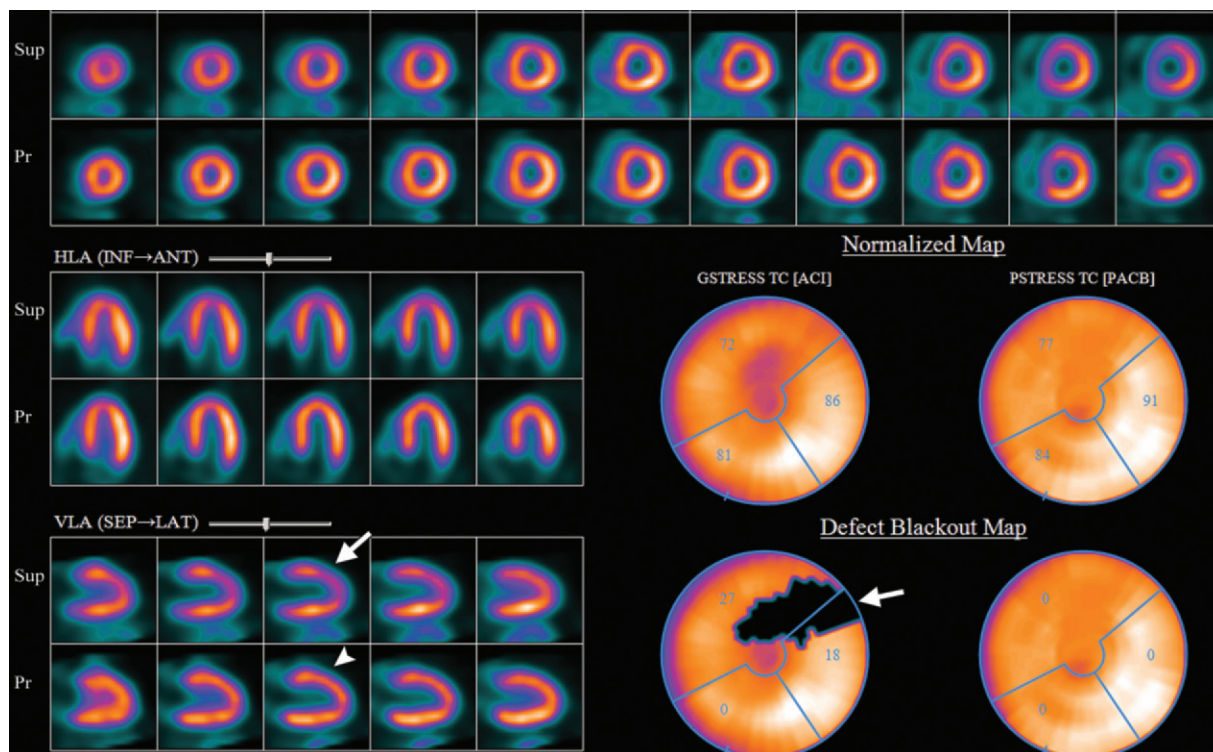 Sup
Pr
HLA (INF→ANT)
Normalized Map
GSTRESS TC [ACI]
PSTRESS TC [PACB]
Sup
72
86
81
77
91
84
Pr
VLA (SEP→LAT)
Defect Blackout Map
Sup
27
18
0
0
0
0
Pr